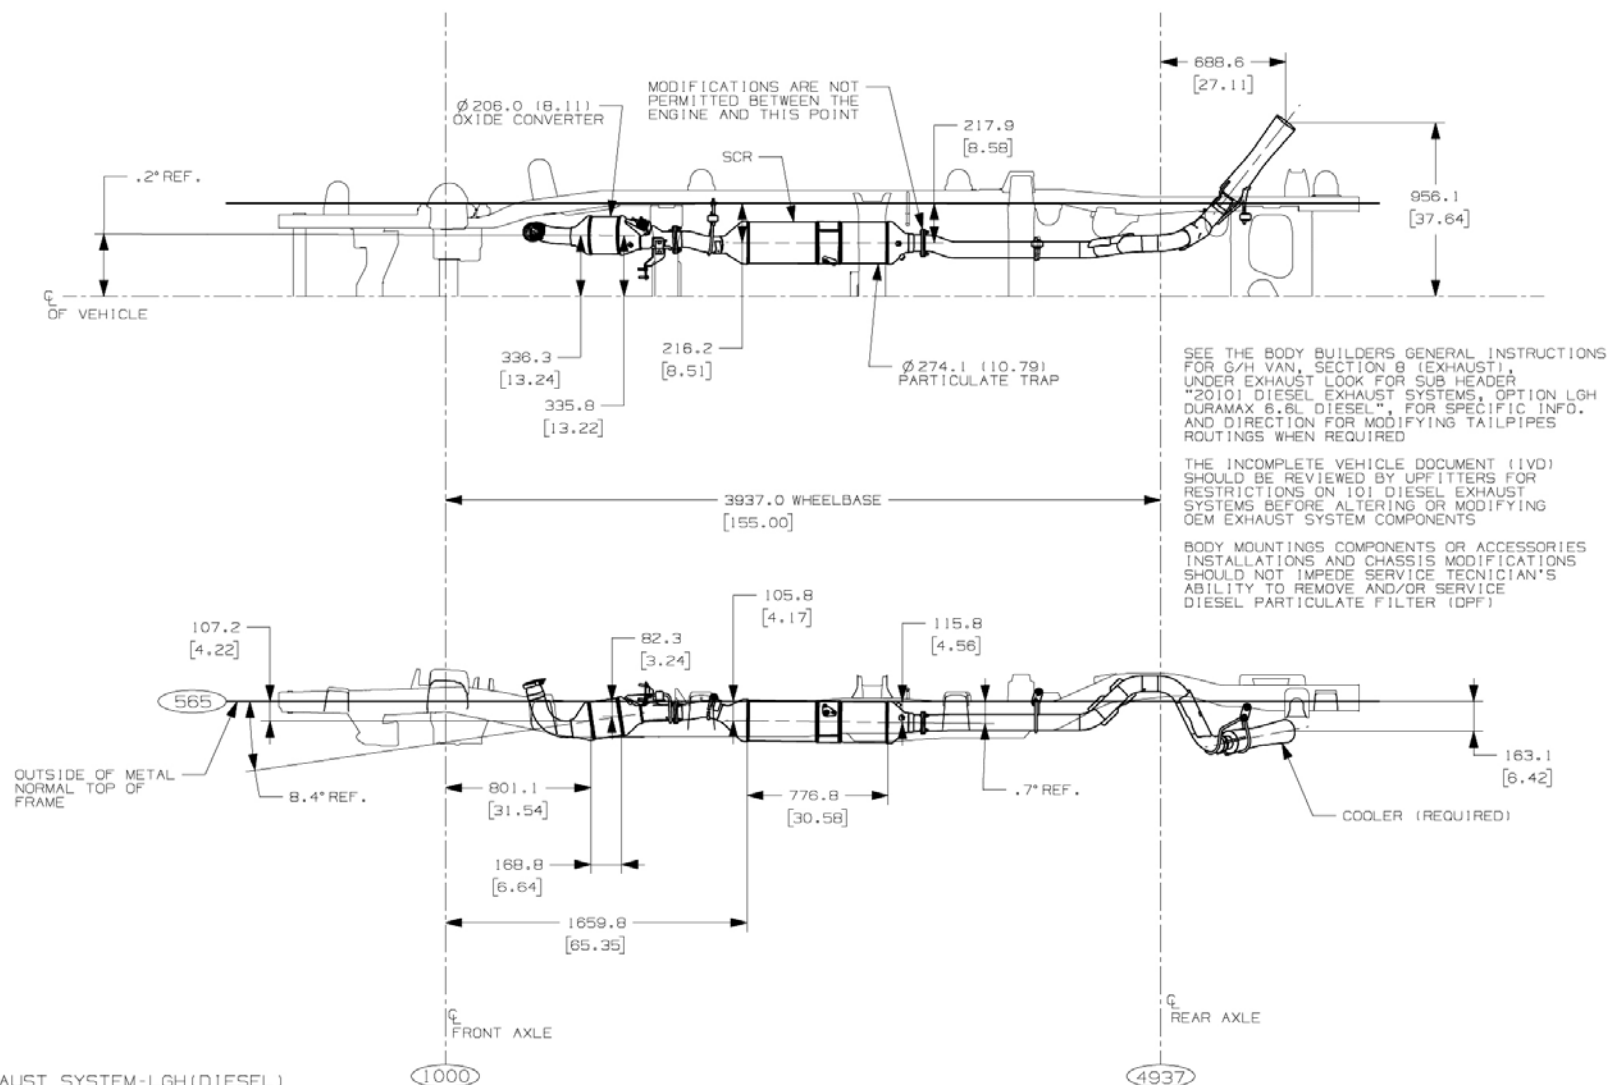 688.6
[27.11]
MODIFICATIONS ARE NOT
PERMITTED BETWEEN THE
ENGINE AND THIS POINT
Ø206.0 (8.11)
OXIDE CONVERTER
217.9
[8.58]
SCR
.2° REF.
956.1
[37.64]
℄
OF VEHICLE
336.3
[13.24]
216.2
[8.51]
Ø274.1 (10.79)
PARTICULATE TRAP
335.8
[13.22]
SEE THE BODY BUILDERS GENERAL INSTRUCTIONS
FOR G/H VAN, SECTION 8 (EXHAUST),
UNDER EXHAUST LOOK FOR SUB HEADER
"20101 DIESEL EXHAUST SYSTEMS, OPTION LGH
DURAMAX 6.6L DIESEL", FOR SPECIFIC INFO.
AND DIRECTION FOR MODIFYING TAILPIPES
ROUTINGS WHEN REQUIRED
THE INCOMPLETE VEHICLE DOCUMENT (IVD)
SHOULD BE REVIEWED BY UPFITTERS FOR
RESTRICTIONS ON 101 DIESEL EXHAUST
SYSTEMS BEFORE ALTERING OR MODIFYING
OEM EXHAUST SYSTEM COMPONENTS
BODY MOUNTINGS COMPONENTS OR ACCESSORIES
INSTALLATIONS AND CHASSIS MODIFICATIONS
SHOULD NOT IMPEDE SERVICE TECNICIAN'S
ABILITY TO REMOVE AND/OR SERVICE
DIESEL PARTICULATE FILTER (DPF)
3937.0 WHEELBASE
[155.00]
107.2
[4.22]
82.3
[3.24]
105.8
[4.17]
115.8
[4.56]
565
163.1
[6.42]
OUTSIDE OF METAL
NORMAL TOP OF
FRAME
8.4° REF.
801.1
[31.54]
776.8
[30.58]
.7° REF.
COOLER (REQUIRED)
168.8
[6.64]
1659.8
[65.35]
℄
FRONT AXLE
℄
REAR AXLE
AUST SYSTEM-LGH(DIESEL)
1000
4937